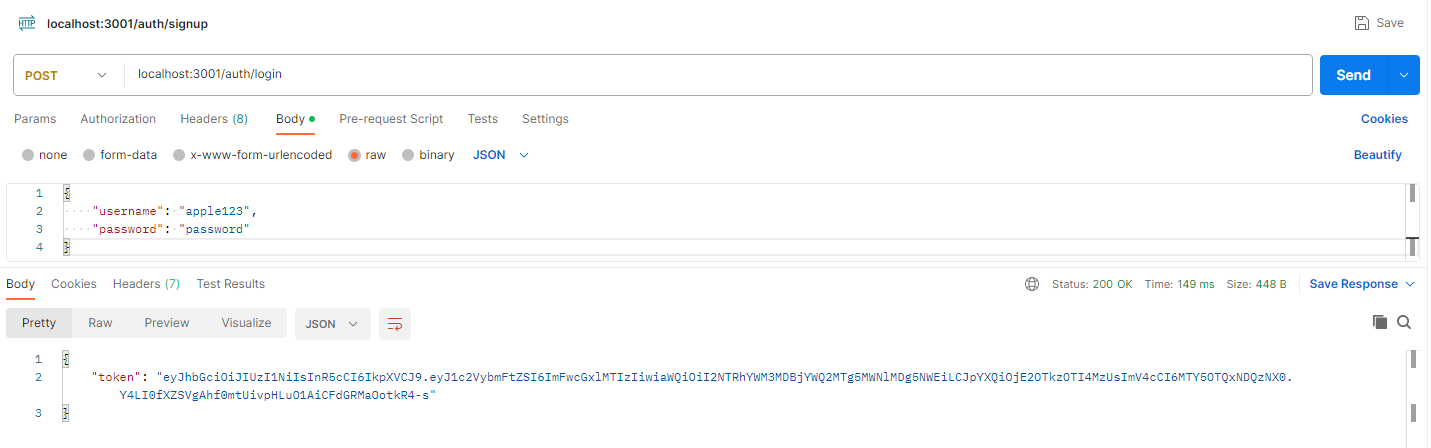 HTTP localhost:3001/auth/signup Save
POST localhost:3001/auth/login Send
Params Authorization Headers (8) Body Pre-request Script Tests Settings Cookies
none form-data x-www-form-urlencoded raw binary JSON Beautify
1 {
2 "username": "apple123",
3 "password": "password"
4 }
Body Cookies Headers (7) Test Results Status: 200 OK Time: 149 ms Size: 448 B Save Response
Pretty Raw Preview Visualize JSON
1 {
2 "token": "eyJhbGciOiJIUzI1NiIsInR5cCI6IkpXVCJ9.eyJ1c2VybmFtZSI6ImFwcGxlMTIzIiwiaWQiOiI2NTRhYWM3MDBjYWQ2MTg5MWNlMDg5NWEiLCJpYXQiOjE2OTkzOTI4MzUsImV4cCI6MTY5OTQxNDQzNX0.
Y4LI0fXZSVgAhf0mtUivpHLuO1AiCFdGRMaOotkR4-s"
3 }